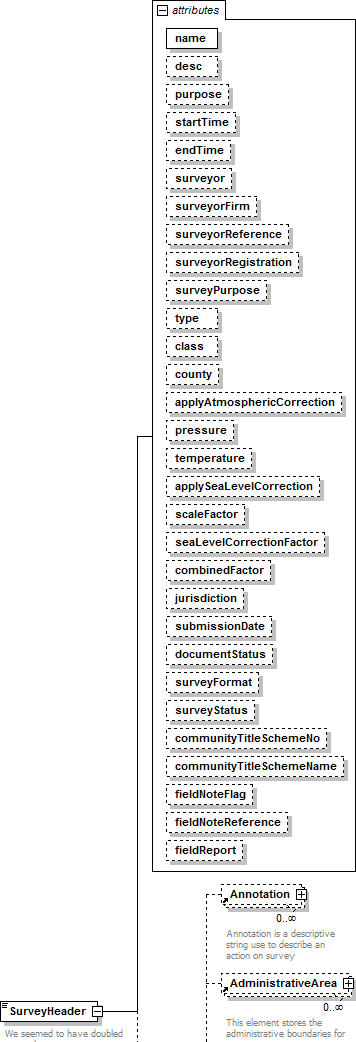 attributes
name
desc
purpose
startTime
endTime
surveyor
surveyorFirm
surveyorReference
surveyorRegistration
surveyPurpose
type
class
county
applyAtmosphericCorrection
pressure
temperature
applySeaLevelCorrection
scaleFactor
seaLevelCorrectionFactor
combinedFactor
jurisdiction
submissionDate
documentStatus
surveyFormat
surveyStatus
communityTitleSchemeNo
communityTitleSchemeName
fieldNoteFlag
fieldNoteReference
fieldReport
Annotation
0..∞
Annotation is a descriptive
string use to describe an
action on survey
AdministrativeArea
0..∞
This element stores the
administrative boundaries for
SurveyHeader
We seemed to have doubled